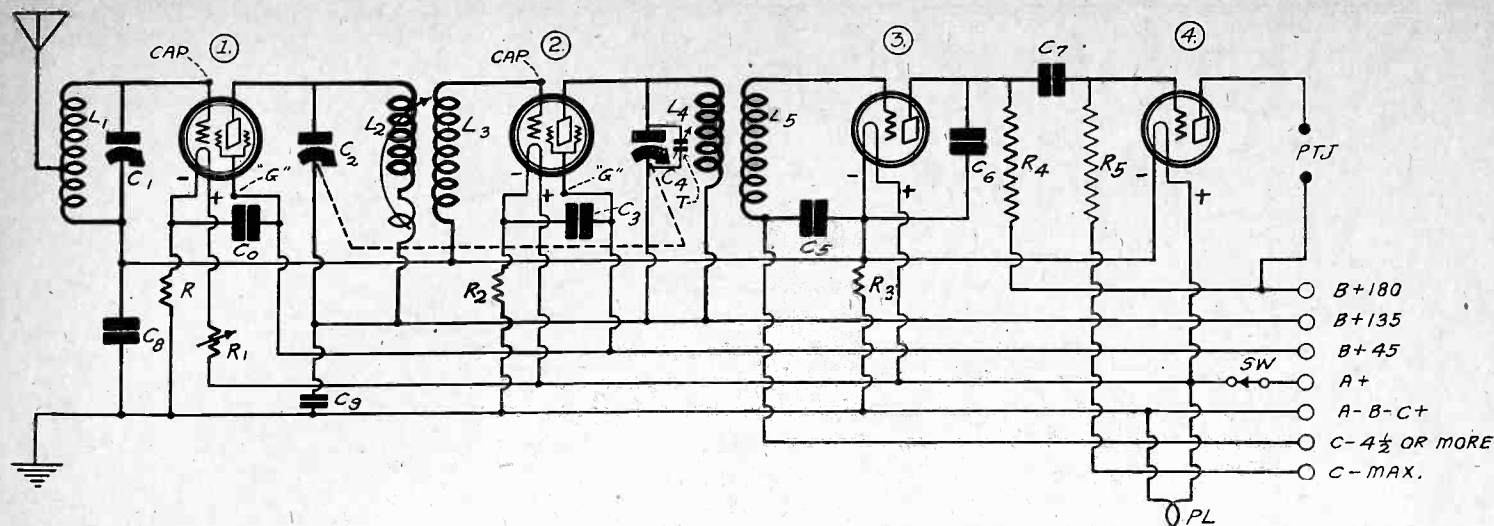 CAP.
1.
CAP.
2.
3.
C7
4.
L1
C1
C2
L2
L3
L4
C4
T
L5
C6
R4
R5
PTJ
- +
"G"
C0
- +
"G"
C3
C5
- +
- +
R
R1
C8
C9
R2
R3
B+180
B+135
B+45
SW
A+
A-B-C+
C-4½ OR MORE
C-MAX.
PL